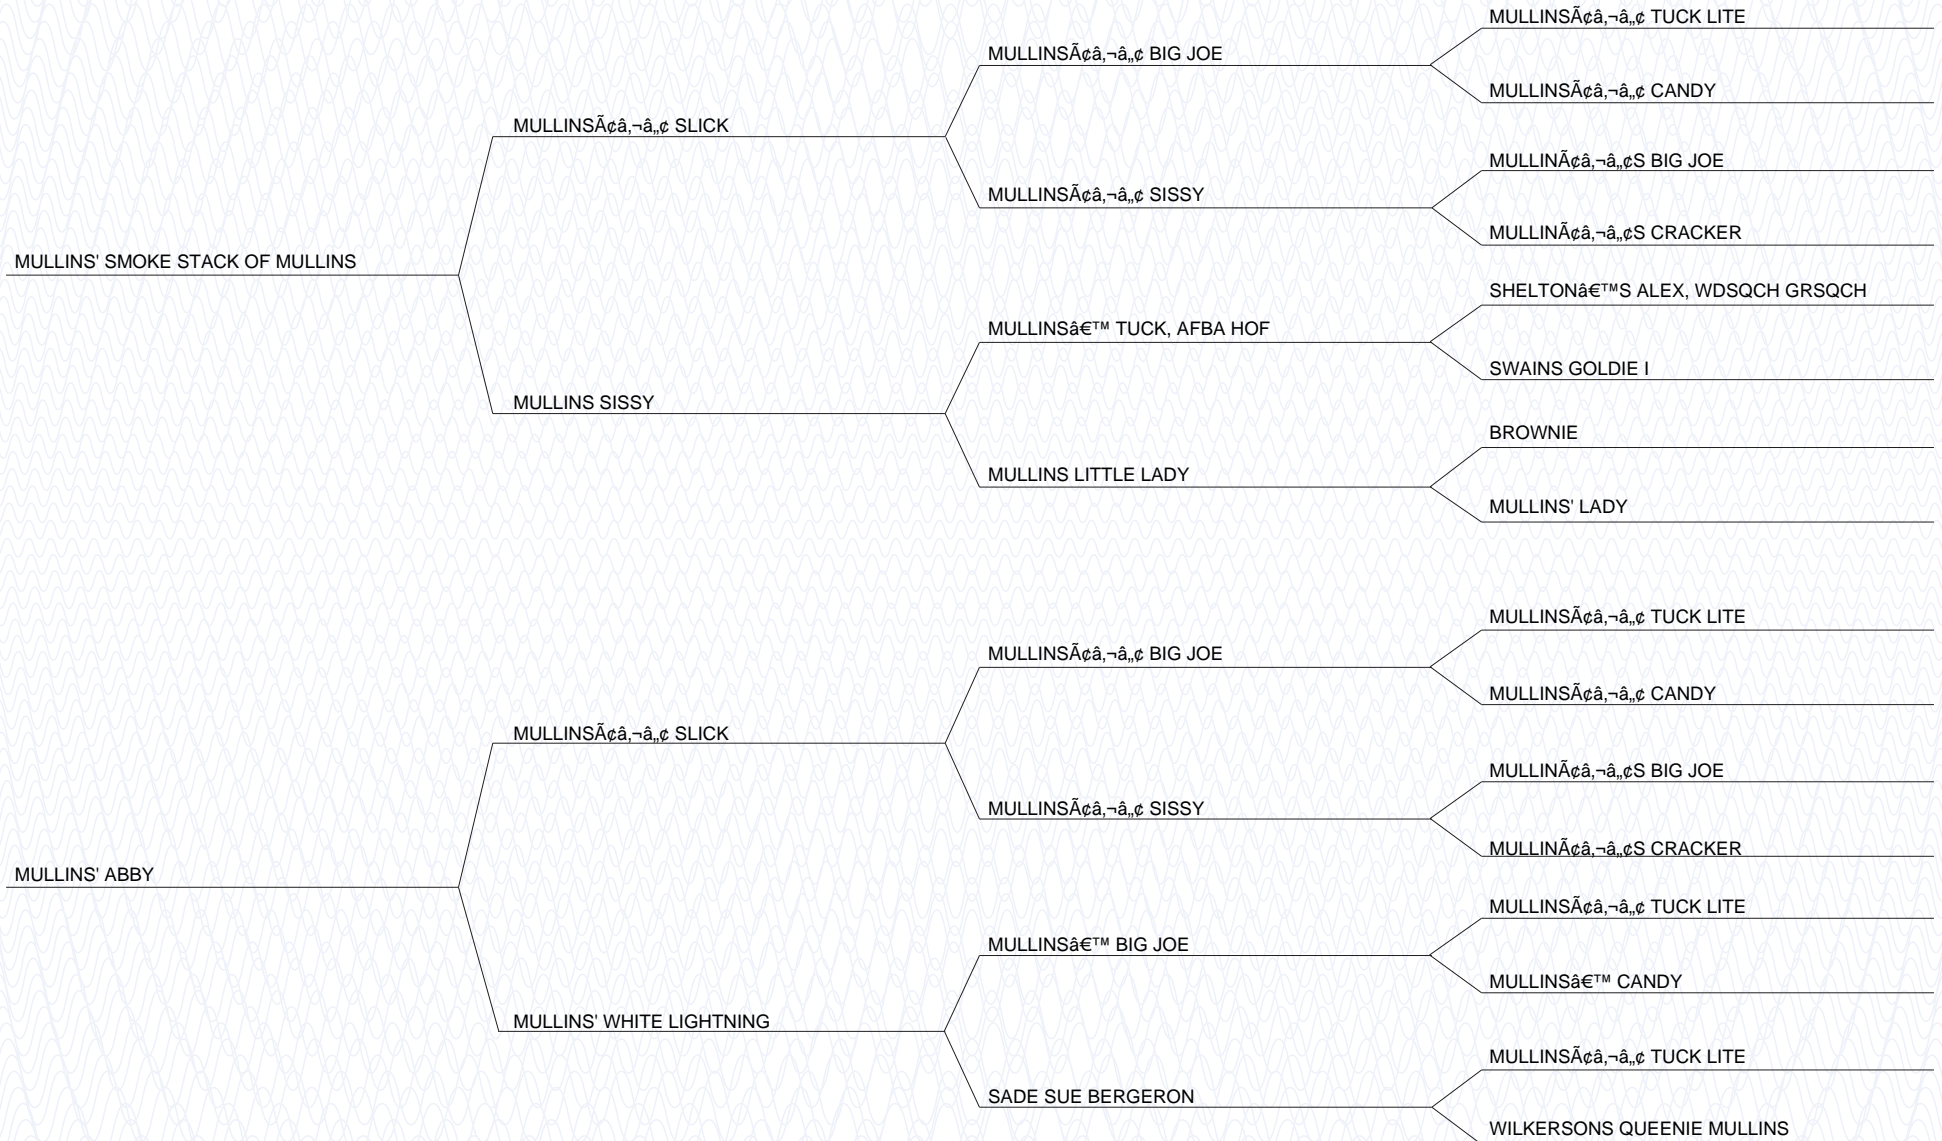 MULLINSÃ¢â‚¬â„¢ TUCK LITE
MULLINSÃ¢â‚¬â„¢ BIG JOE
MULLINSÃ¢â‚¬â„¢ CANDY
MULLINSÃ¢â‚¬â„¢ SLICK
MULLINÃ¢â‚¬â„¢S BIG JOE
MULLINSÃ¢â‚¬â„¢ SISSY
MULLINÃ¢â‚¬â„¢S CRACKER
MULLINS' SMOKE STACK OF MULLINS
SHELTONâ€™S ALEX, WDSQCH GRSQCH
MULLINSâ€™ TUCK, AFBA HOF
SWAINS GOLDIE I
MULLINS SISSY
BROWNIE
MULLINS LITTLE LADY
MULLINS' LADY
MULLINSÃ¢â‚¬â„¢ TUCK LITE
MULLINSÃ¢â‚¬â„¢ BIG JOE
MULLINSÃ¢â‚¬â„¢ CANDY
MULLINSÃ¢â‚¬â„¢ SLICK
MULLINÃ¢â‚¬â„¢S BIG JOE
MULLINSÃ¢â‚¬â„¢ SISSY
MULLINÃ¢â‚¬â„¢S CRACKER
MULLINS' ABBY
MULLINSÃ¢â‚¬â„¢ TUCK LITE
MULLINSâ€™ BIG JOE
MULLINSâ€™ CANDY
MULLINS' WHITE LIGHTNING
MULLINSÃ¢â‚¬â„¢ TUCK LITE
SADE SUE BERGERON
WILKERSONS QUEENIE MULLINS